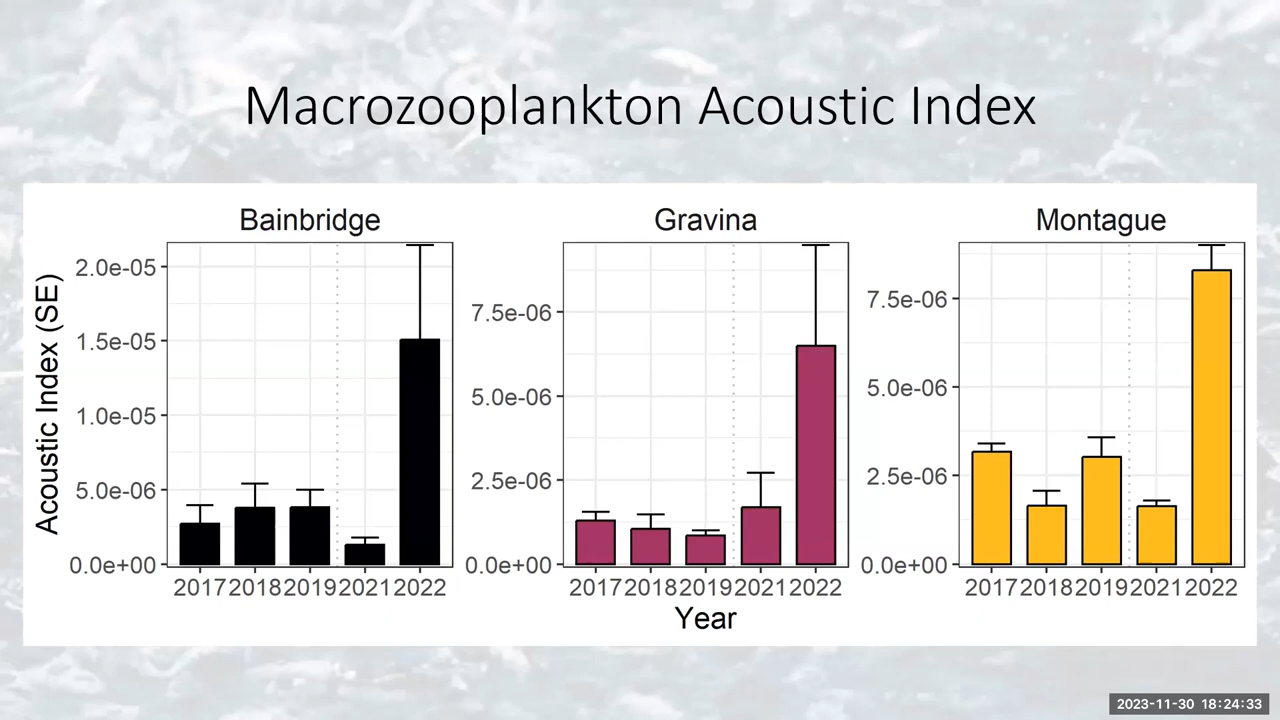 Macrozooplankton Acoustic Index
Bainbridge
Gravina
Montague
Acoustic Index (SE)
2.0e-05
1.5e-05
1.0e-05
5.0e-06
0.0e+00
2017 2018 2019 2021 2022
7.5e-06
5.0e-06
2.5e-06
0.0e+00
2017 2018 2019 2021 2022
7.5e-06
5.0e-06
2.5e-06
0.0e+00
2017 2018 2019 2021 2022
Year
2023-11-30 18:24:33